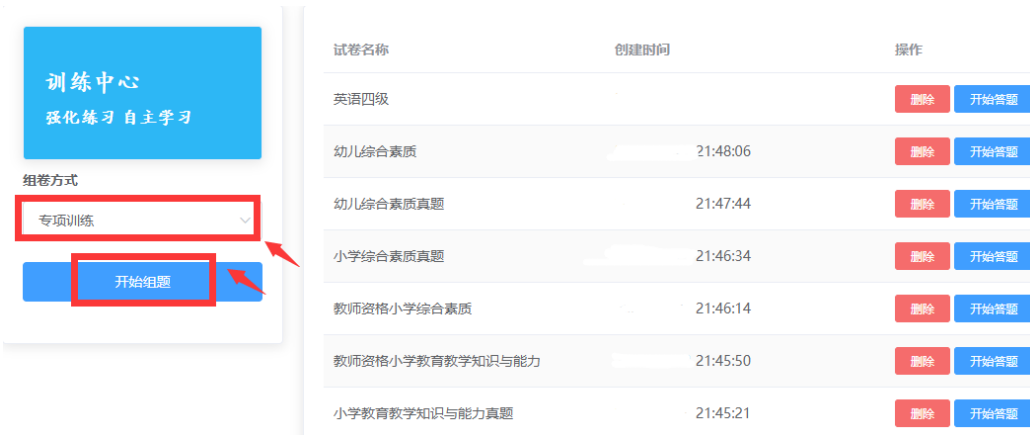 训练中心
强化练习 自主学习
组卷方式
专项训练
开始组题
试卷名称 创建时间 操作
英语四级 删除 开始答题
幼儿综合素质 21:48:06 删除 开始答题
幼儿综合素质真题 21:47:44 删除 开始答题
小学综合素质真题 21:46:34 删除 开始答题
教师资格小学综合素质 21:46:14 删除 开始答题
教师资格小学教育教学知识与能力 21:45:50 删除 开始答题
小学教育教学知识与能力真题 21:45:21 删除 开始答题